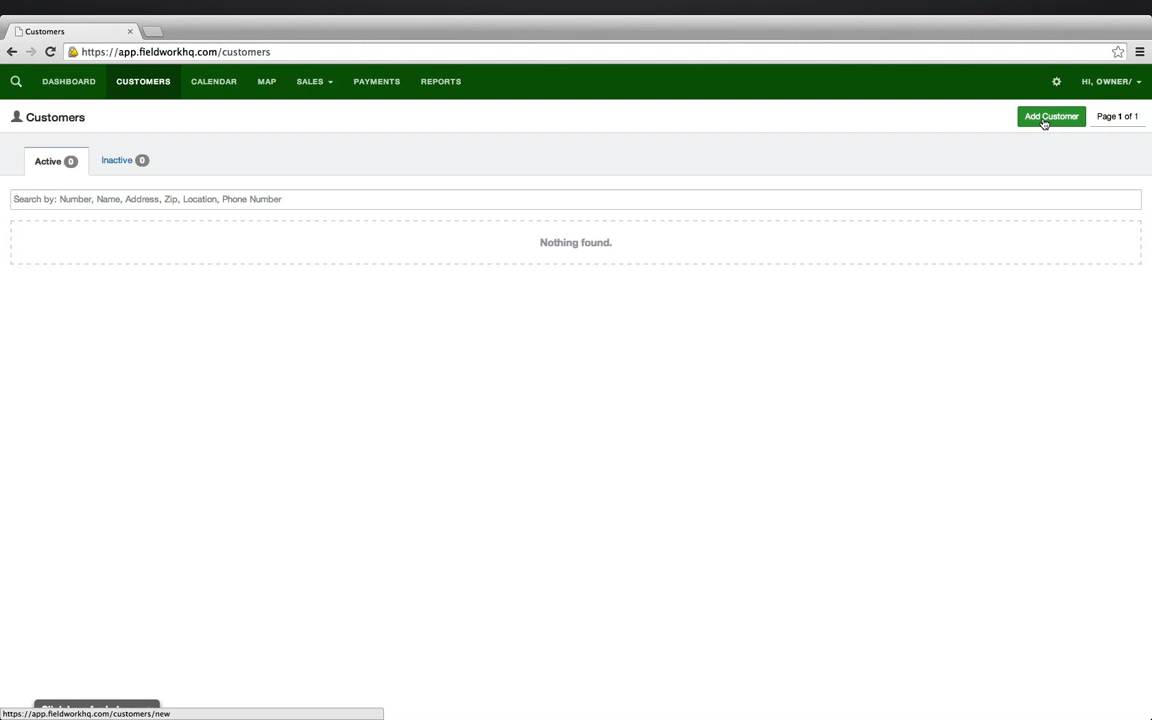 Customers
https://app.fieldworkhq.com/customers
DASHBOARD CUSTOMERS CALENDAR MAP SALES PAYMENTS REPORTS HI, OWNER/
Customers Add Customer Page 1 of 1
Active 0 Inactive 0
Search by: Number, Name, Address, Zip, Location, Phone Number
Nothing found.
https://app.fieldworkhq.com/customers/new